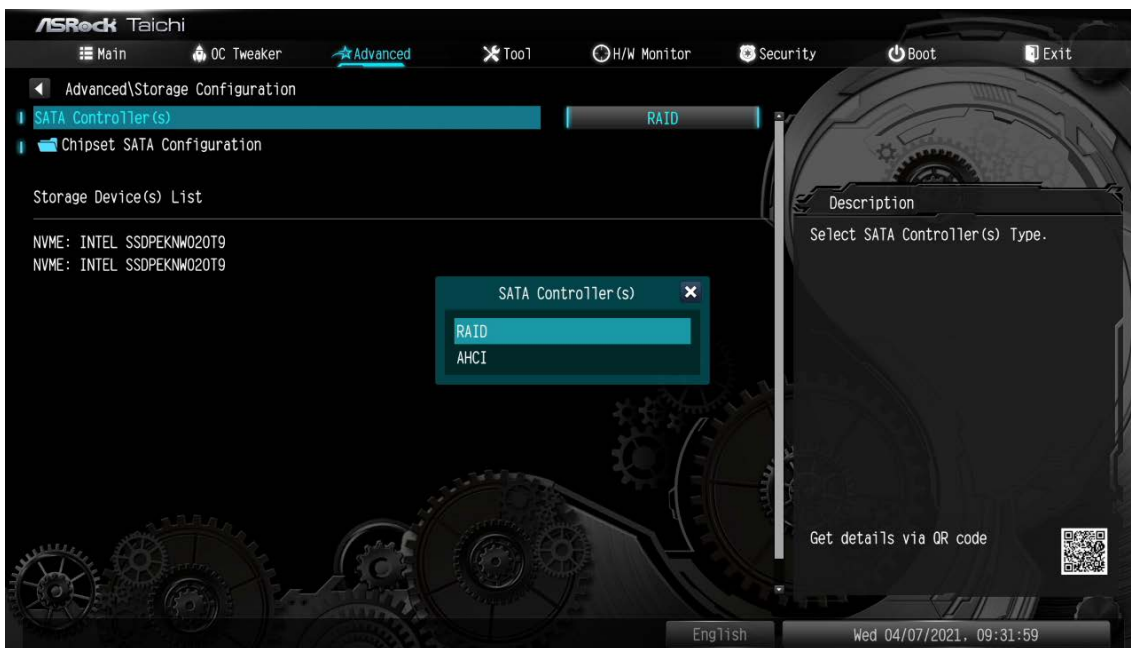 ASRock Taichi
Main OC Tweaker Advanced Tool H/W Monitor Security Boot Exit
Advanced\Storage Configuration
SATA Controller(s) RAID
Chipset SATA Configuration
Storage Device(s) List
NVME: INTEL SSDPEKNW020T9
NVME: INTEL SSDPEKNW020T9
SATA Controller(s)
RAID
AHCI
Description
Select SATA Controller(s) Type.
Get details via QR code
English Wed 04/07/2021, 09:31:59